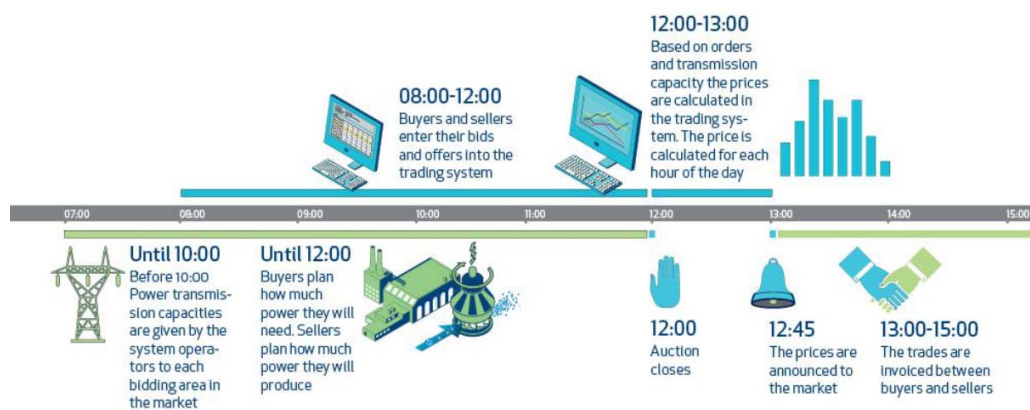 12:00-13:00
Based on orders
and transmission
capacity the prices
are calculated in
the trading sys-
tem. The price is
calculated for each
hour of the day
08:00-12:00
Buyers and sellers
enter their bids
and offers into the
trading system
07:00 08:00 09:00 10:00 11:00 12:00 13:00 14:00 15:00
Until 10:00
Before 10:00
Power transmis-
sion capacities
are given by the
system opera-
tors to each
bidding area in
the market
Until 12:00
Buyers plan
how much
power they will
need. Sellers
plan how much
power they will
produce
12:00
Auction
closes
12:45
The prices are
announced to
the market
13:00-15:00
The trades are
invoiced between
buyers and sellers